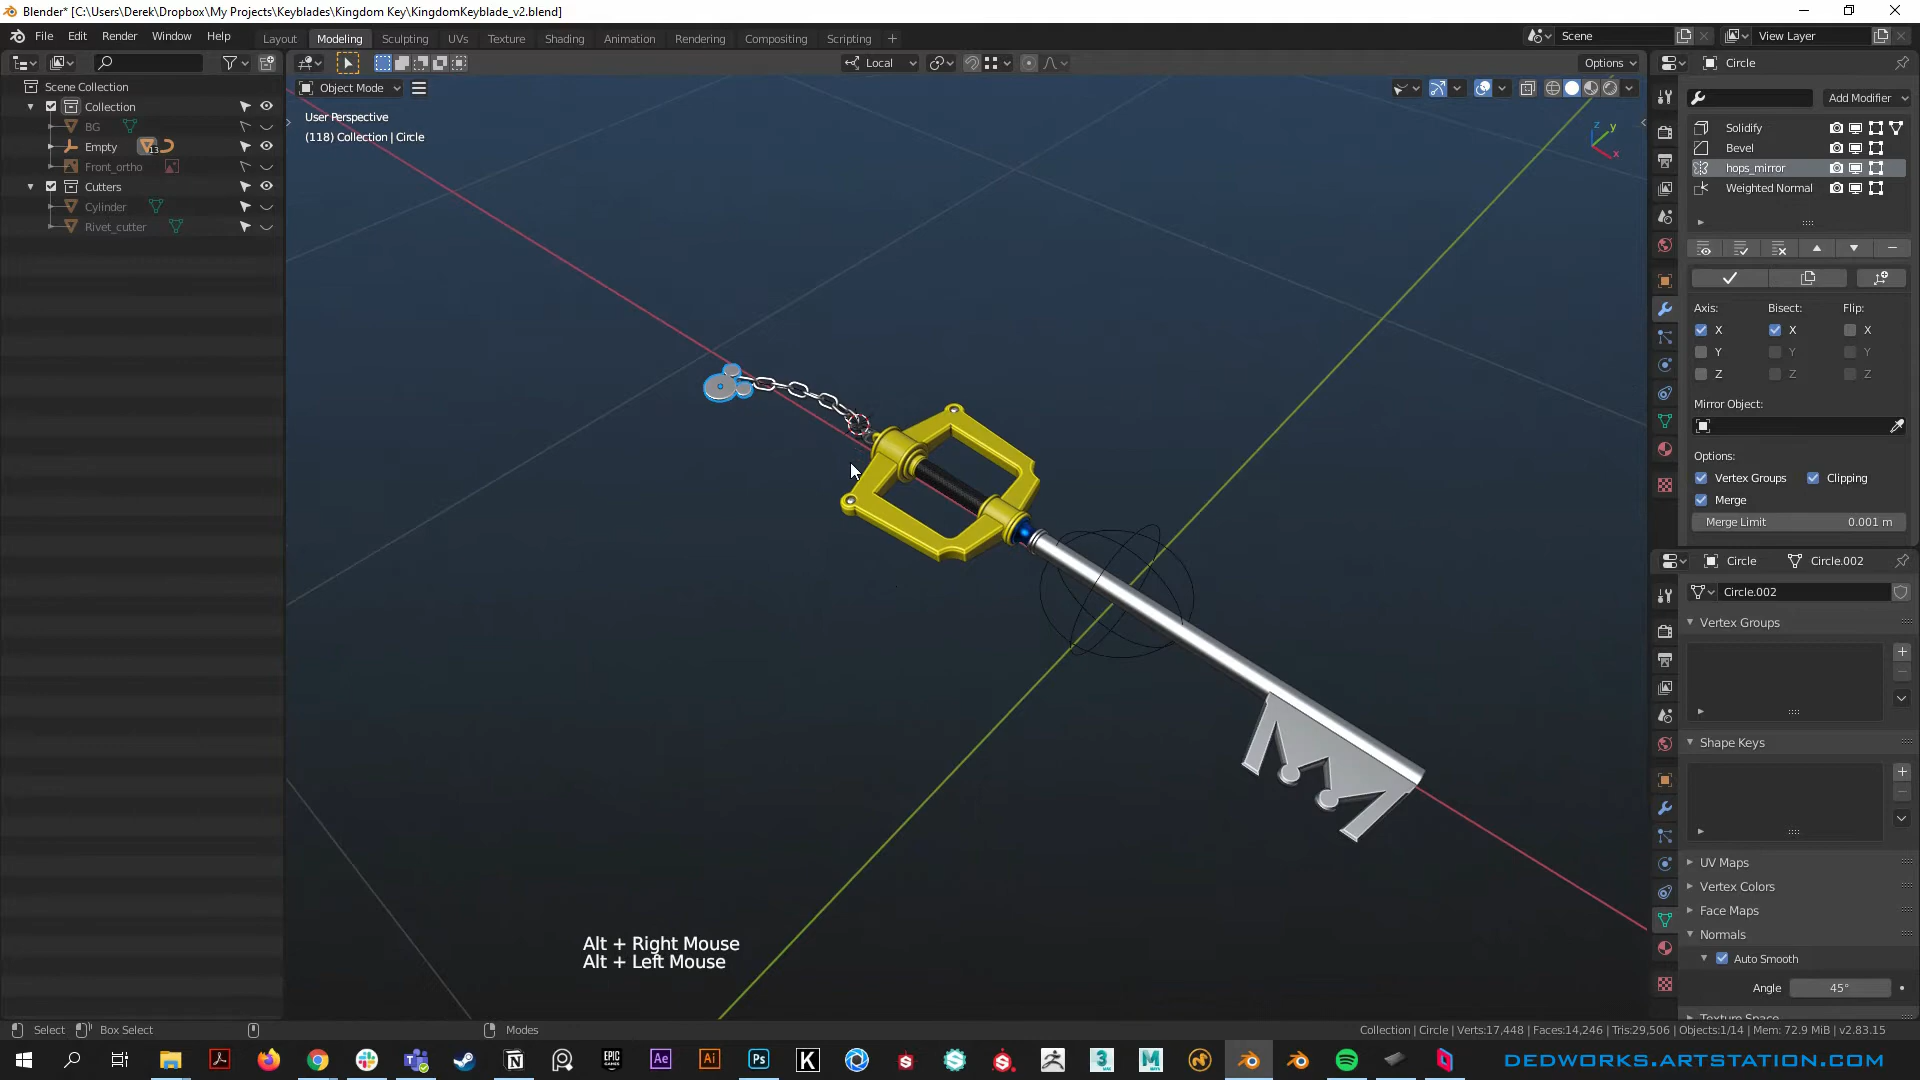 Blender* [C:\Users\Derek\Dropbox\My Projects\Keyblades\Kingdom Key\KingdomKeyblade_v2.blend]
File Edit Render Window Help Layout Modeling Sculpting UVs Texture Shading Animation Rendering Compositing Scripting + Scene View Layer
Local Options Circle
Scene Collection
Object Mode
Add Modifier
Collection
User Perspective
BG
(118) Collection | Circle
Solidify
Empty 13
Bevel
Front_ortho
hops_mirror
Cutters
Weighted Normal
Cylinder
Rivet_cutter
Z Y X
Axis: Bisect: Flip:
X X X
Y Y Y
Z Z Z
Mirror Object:
Options:
Vertex Groups Clipping
Merge
Merge Limit 0.001 m
Circle Circle.002
Circle.002
Vertex Groups
Shape Keys
UV Maps
Vertex Colors
Face Maps
Normals
Auto Smooth
Angle 45°
Alt + Right Mouse
Alt + Left Mouse
Select Box Select Modes Collection | Circle | Verts:17,448 | Faces:14,246 | Tris:29,506 | Objects:1/14 | Mem: 72.9 MiB | v2.83.15
Ae Ai Ps K
DEDWORKS.ARTSTATION.COM